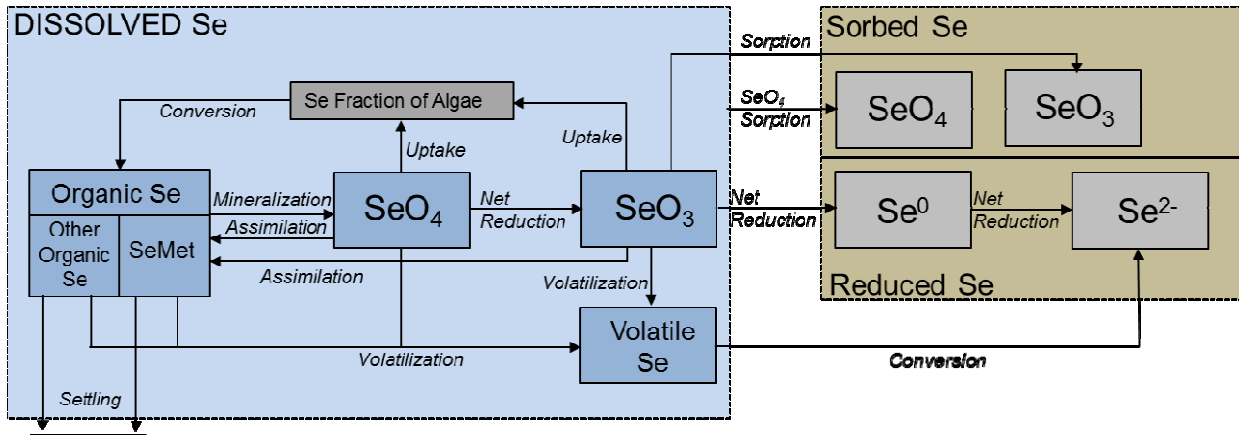 DISSOLVED Se
Sorbed Se
Sorption
Se Fraction of Algae
Conversion
SeO₄
Sorption
SeO₄
SeO₃
Uptake
Uptake
Organic Se
Mineralization
SeO₄
Net
Reduction
SeO₃
Net
Reduction
Se⁰
Net
Reduction
Se²⁻
Other
Organic
Se
SeMet
Assimilation
Assimilation
Volatilization
Reduced Se
Volatile
Se
Volatilization
Conversion
Settling